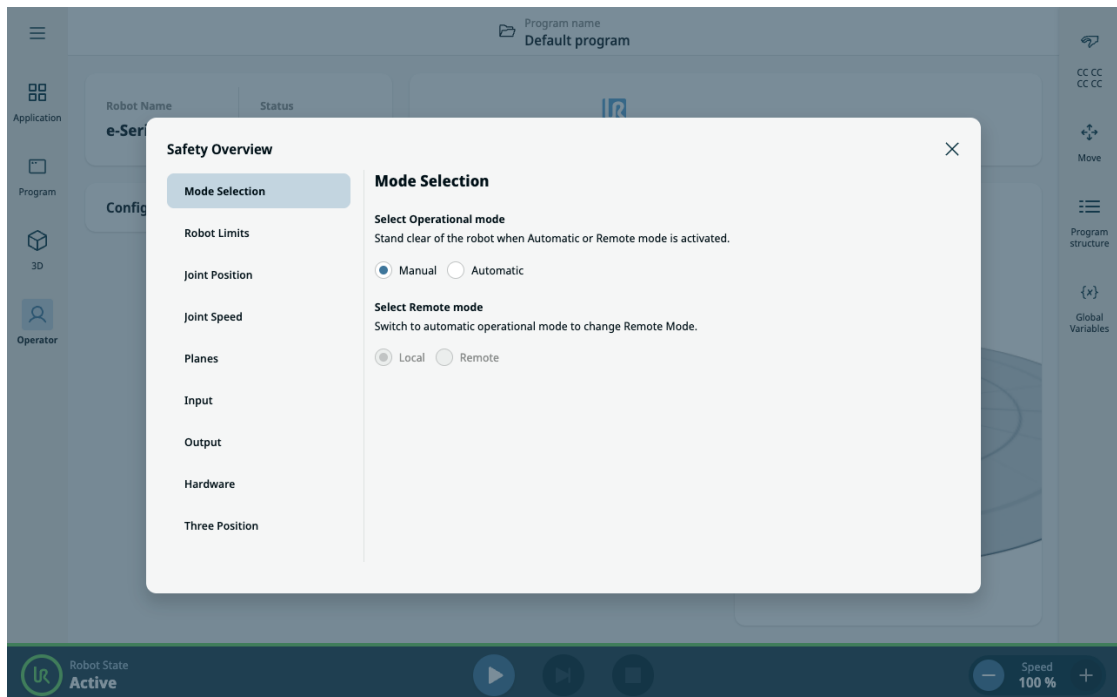 Program name
Default program
Application
Program
3D
Operator
Robot Name
Status
e-Seri
Config
UR
Safety Overview
Mode Selection
Robot Limits
Joint Position
Joint Speed
Planes
Input
Output
Hardware
Three Position
Mode Selection
Select Operational mode
Stand clear of the robot when Automatic or Remote mode is activated.
Manual
Automatic
Select Remote mode
Switch to automatic operational mode to change Remote Mode.
Local
Remote
CC CC
CC CC
Move
Program
structure
{x}
Global
Variables
UR
Robot State
Active
Speed
100 %